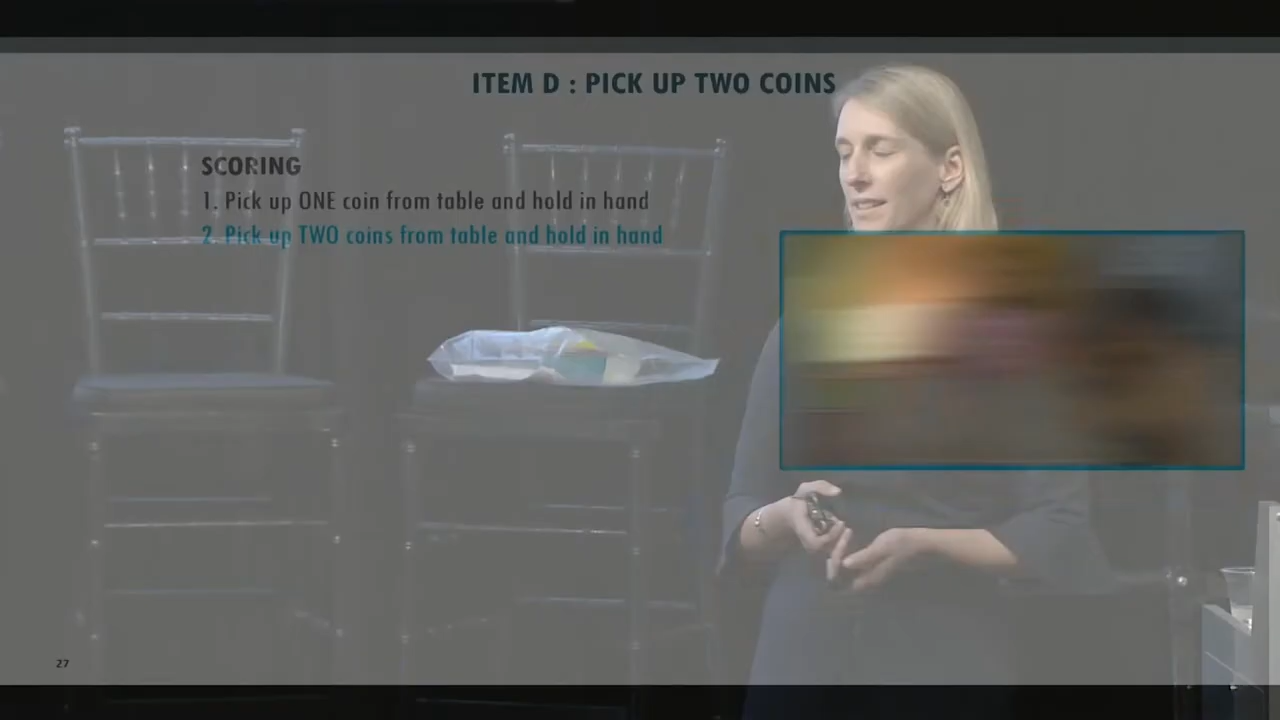 ITEM D : PICK UP TWO COINS
SCORING
1. Pick up ONE coin from table and hold in hand
2. Pick up TWO coins from table and hold in hand
27